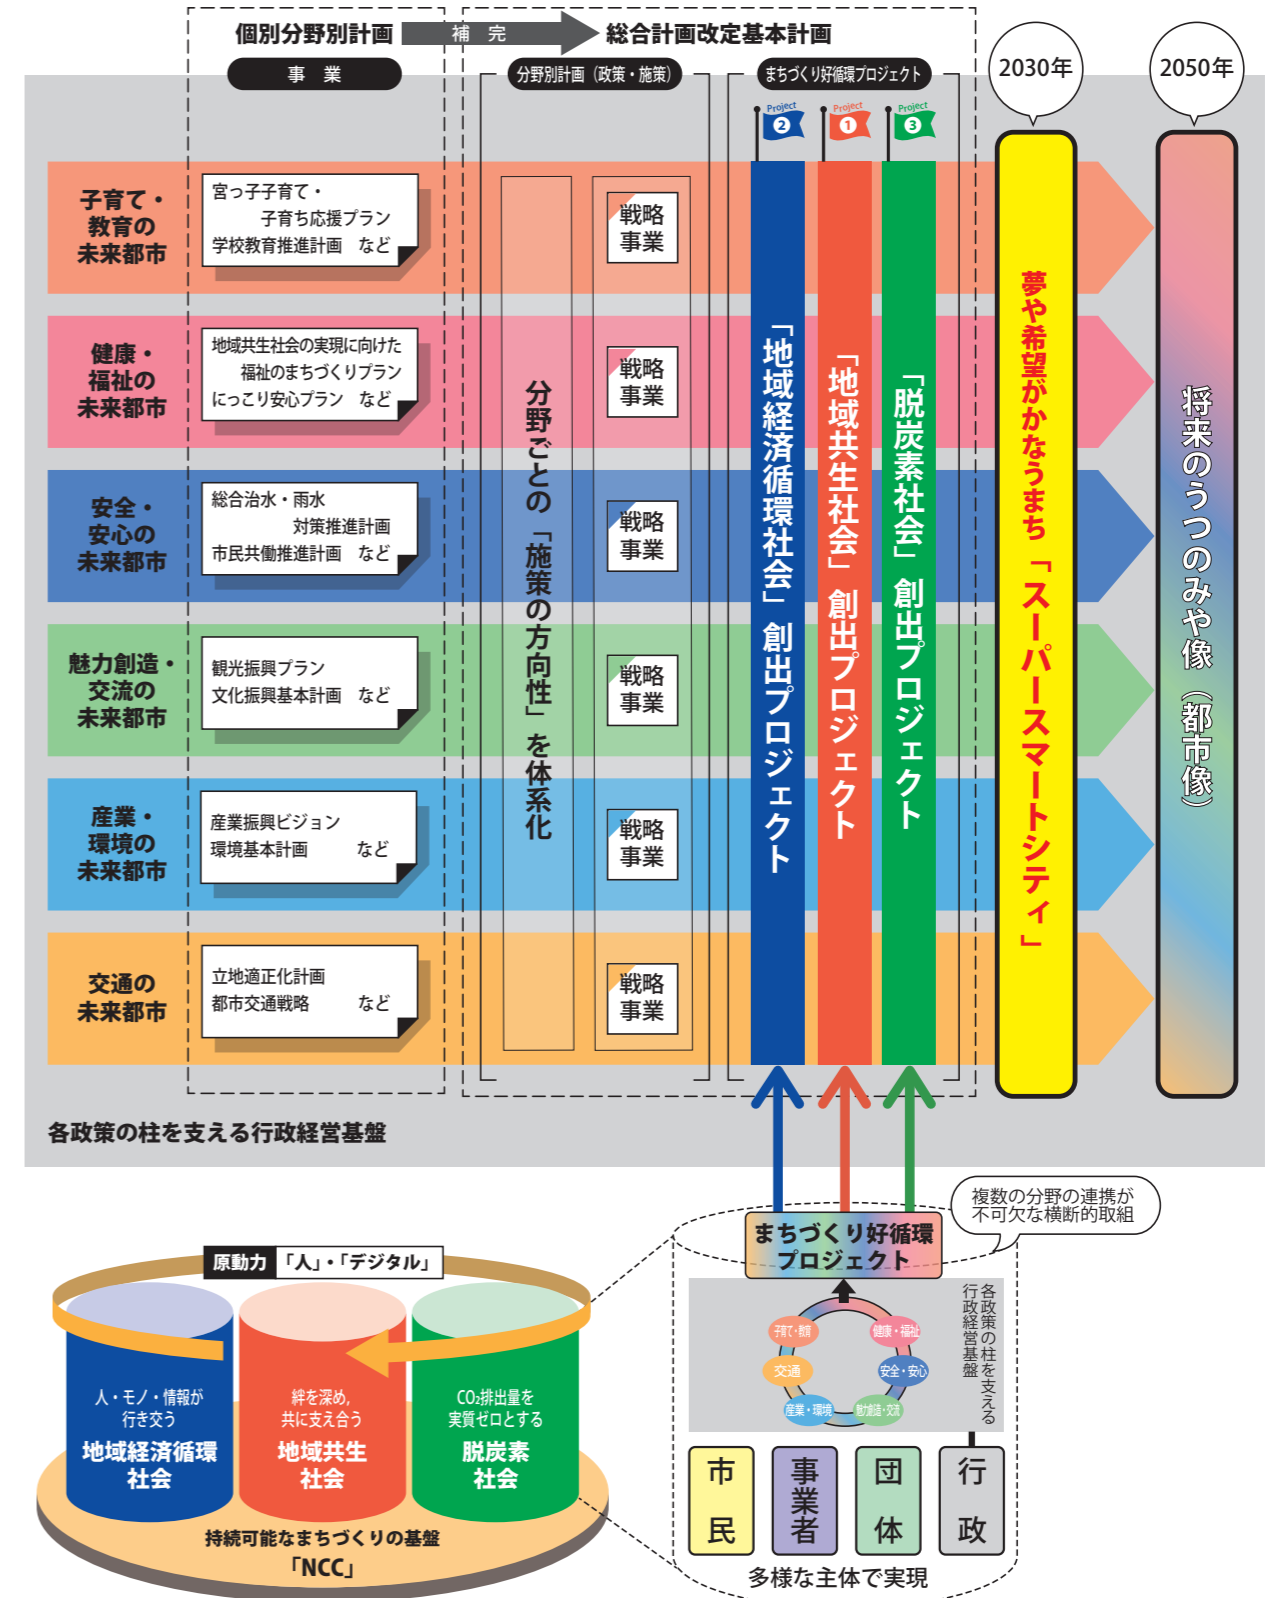 個別分野別計画
補　完
総合計画改定基本計画
2030年
2050年
事　業
分野別計画（政策・施策）
まちづくり好循環プロジェクト
Project
2
Project
1
Project
3
子育て・
教育の
未来都市
宮っ子子育て・
子育ち応援プラン
学校教育推進計画　など
戦略
事業
健康・
福祉の
未来都市
地域共生社会の実現に向けた
福祉のまちづくりプラン
にっこり安心プラン　など
戦略
事業
安全・
安心の
未来都市
総合治水・雨水
対策推進計画
市民共働推進計画　など
戦略
事業
魅力創造・
交流の
未来都市
観光振興プラン
文化振興基本計画　など
戦略
事業
産業・
環境の
未来都市
産業振興ビジョン
環境基本計画　　　など
戦略
事業
交通の
未来都市
立地適正化計画
都市交通戦略　　　など
戦略
事業
分野ごとの「施策の方向性」を体系化
「地域経済循環社会」創出プロジェクト
「地域共生社会」創出プロジェクト
「脱炭素社会」創出プロジェクト
夢や希望がかなうまち「スーパースマートシティ」
将来のうつのみや像（都市像）
各政策の柱を支える行政経営基盤
複数の分野の連携が
不可欠な横断的取組
まちづくり好循環
プロジェクト
各政策の柱を支える
行政経営基盤
子育て・教育
健康・福祉
交通
安全・安心
産業・環境
魅力創造・交流
市民
事業者
団体
行政
多様な主体で実現
原動力
「人」・「デジタル」
人・モノ・情報が
行き交う
地域経済循環
社会
絆を深め，
共に支え合う
地域共生
社会
CO₂排出量を
実質ゼロとする
脱炭素
社会
持続可能なまちづくりの基盤
「NCC」